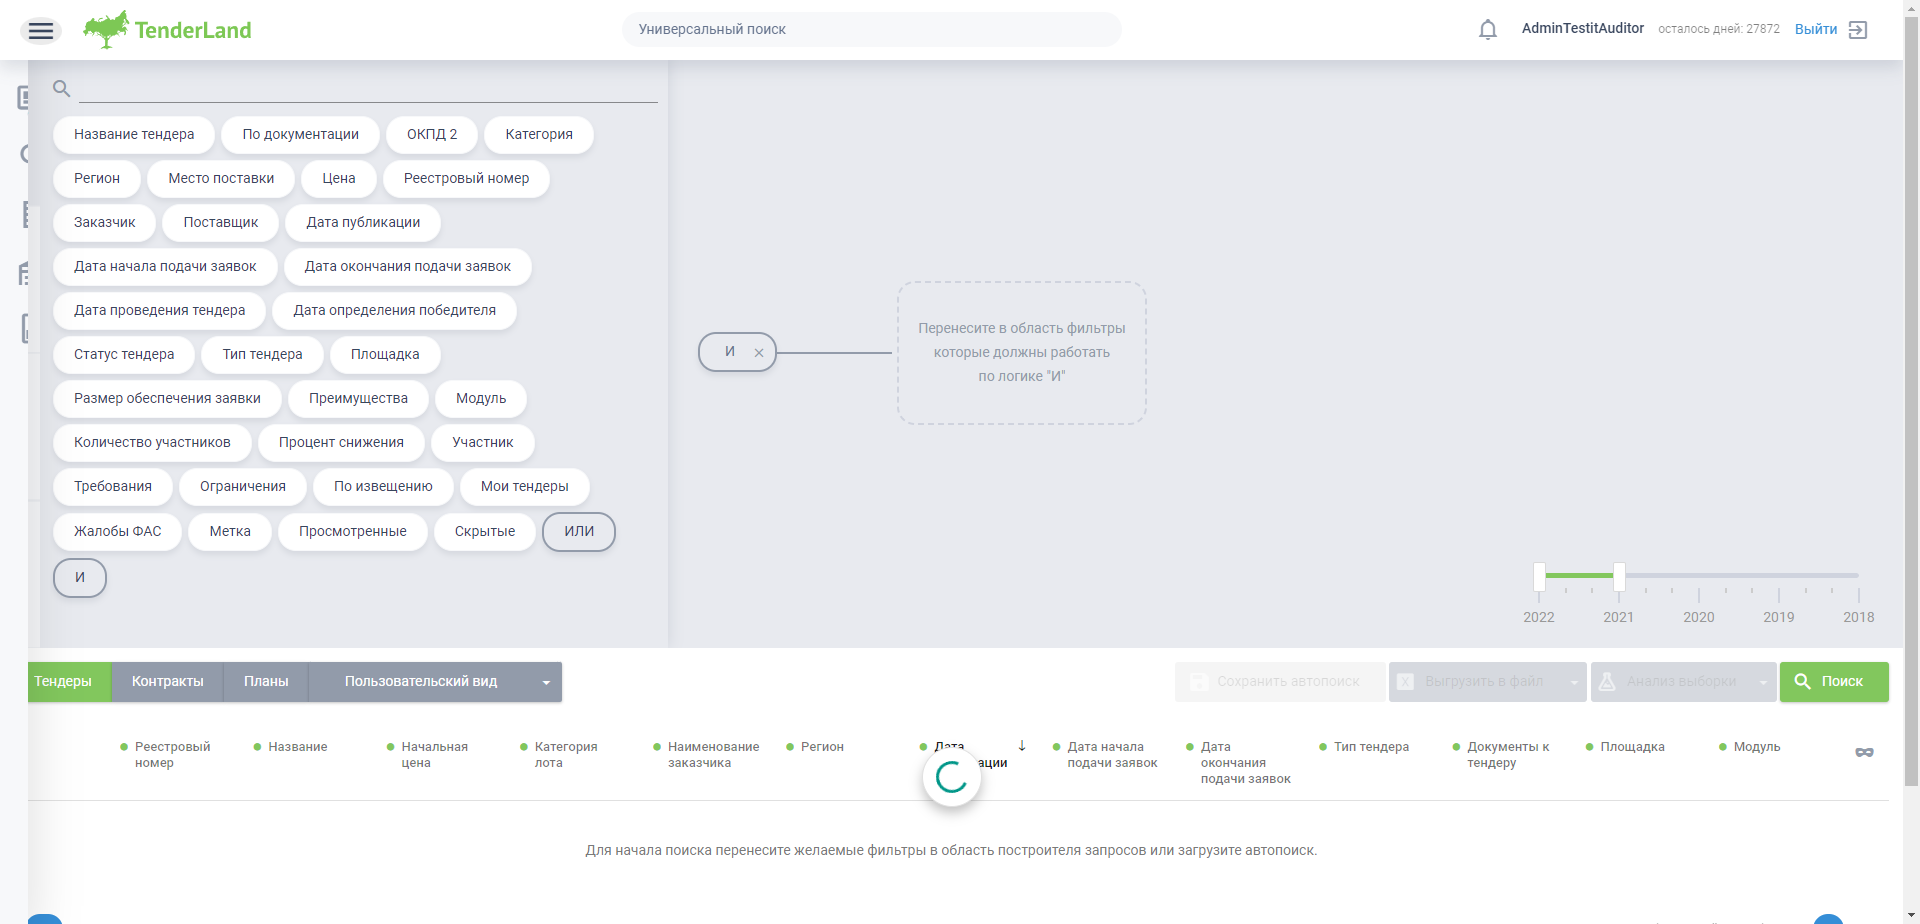 TenderLand
Универсальный поиск
AdminTestitAuditor
осталось дней: 27872
Выйти
Название тендера
По документации
ОКПД 2
Категория
Регион
Место поставки
Цена
Реестровый номер
Заказчик
Поставщик
Дата публикации
Дата начала подачи заявок
Дата окончания подачи заявок
Дата проведения тендера
Дата определения победителя
Статус тендера
Тип тендера
Площадка
Размер обеспечения заявки
Преимущества
Модуль
Количество участников
Процент снижения
Участник
Требования
Ограничения
По извещению
Мои тендеры
Жалобы ФАС
Метка
Просмотренные
Скрытые
ИЛИ
И
И
Перенесите в область фильтры
которые должны работать
по логике "И"
2022
2021
2020
2019
2018
Тендеры
Контракты
Планы
Пользовательский вид
Сохранить автопоиск
Выгрузить в файл
Анализ выборки
Поиск
Реестровый
номер
Название
Начальная
цена
Категория
лота
Наименование
заказчика
Регион
Дата
ации
Дата начала
подачи заявок
Дата
окончания
подачи заявок
Тип тендера
Документы к
тендеру
Площадка
Модуль
Для начала поиска перенесите желаемые фильтры в область построителя запросов или загрузите автопоиск.